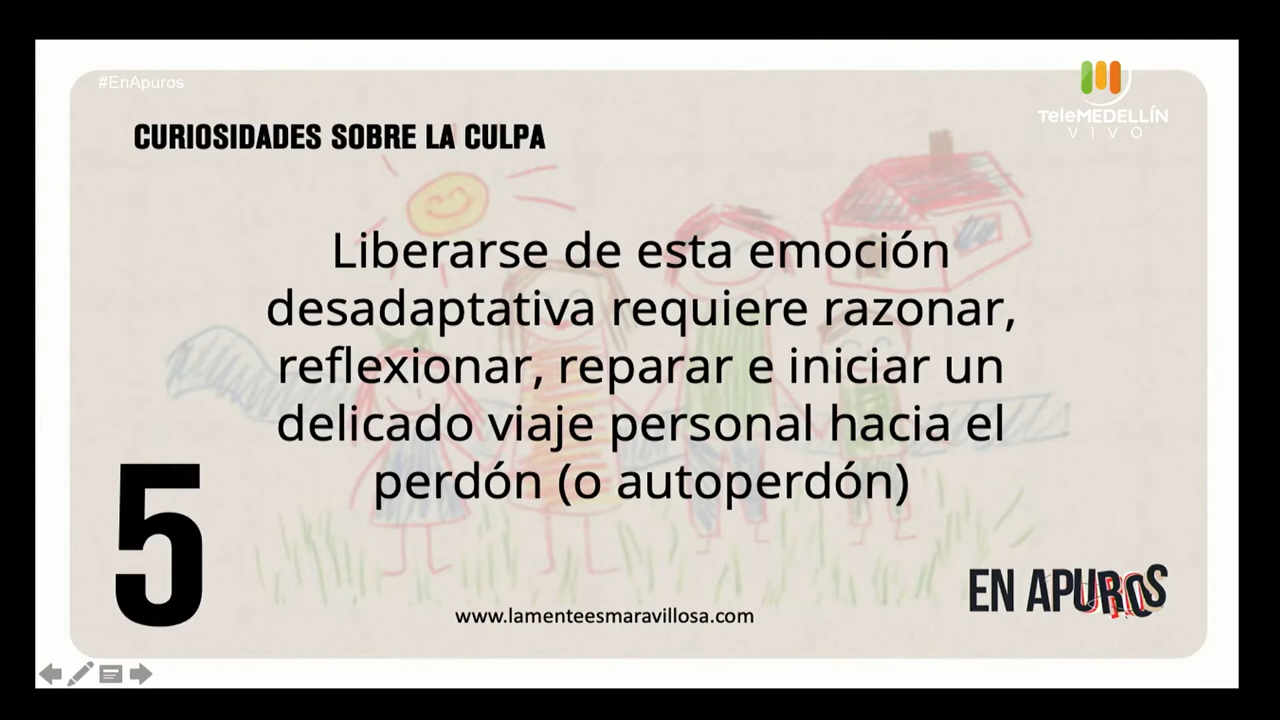 #EnApuros
TeleMEDELLÍN
VIVO
CURIOSIDADES SOBRE LA CULPA
Liberarse de esta emoción
desadaptativa requiere razonar,
reflexionar, reparar e iniciar un
delicado viaje personal hacia el
perdón (o autoperdón)
5
www.lamenteesmaravillosa.com
EN APUROS